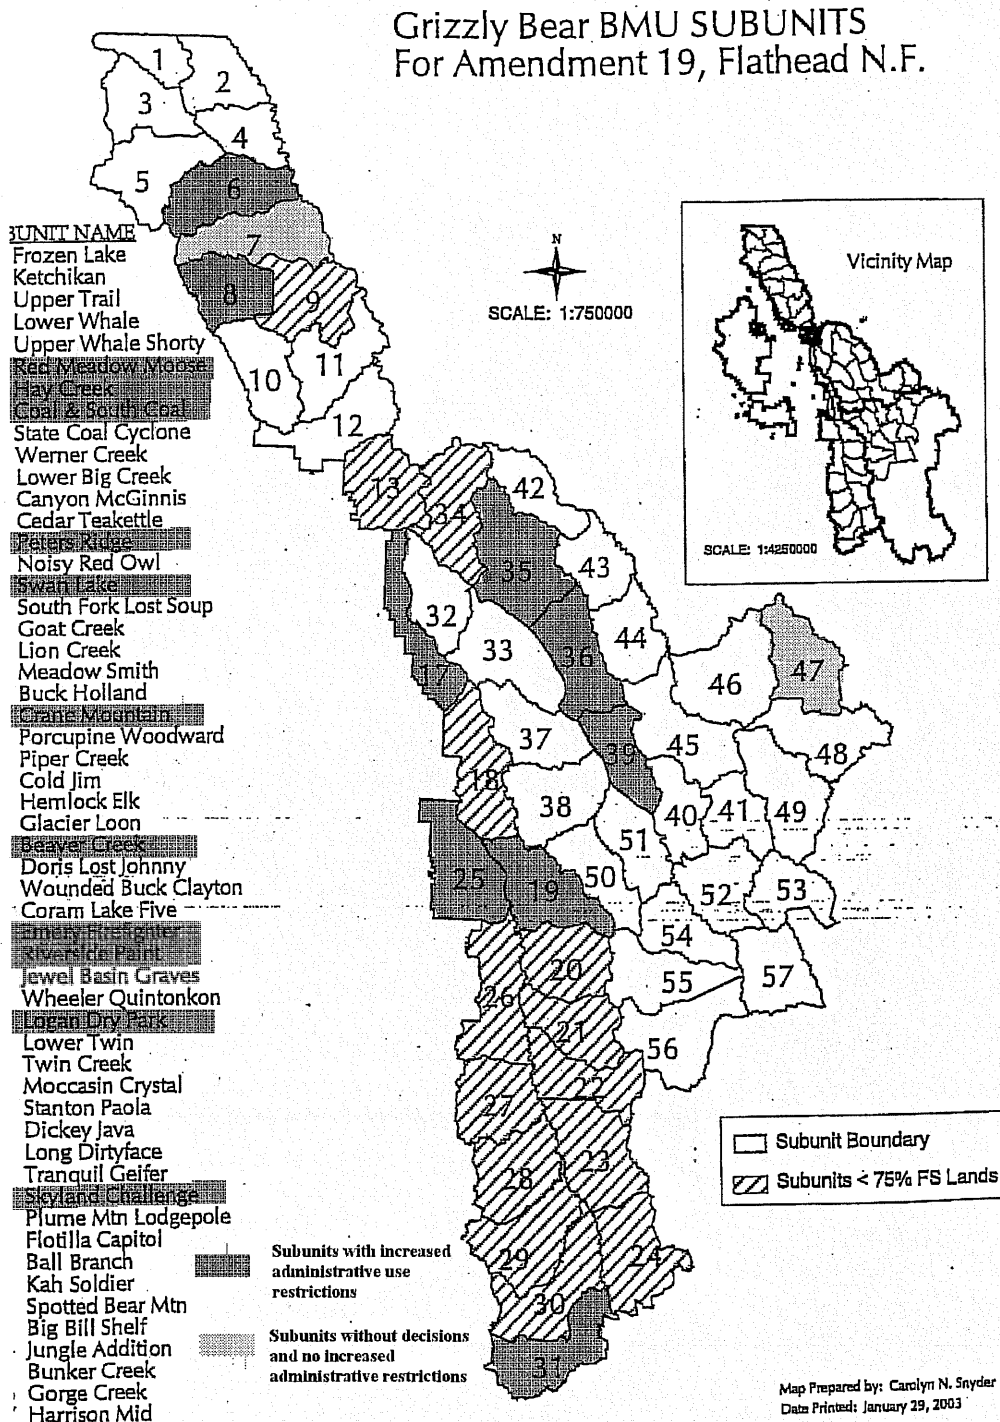 Grizzly Bear BMU SUBUNITS
For Amendment 19, Flathead N.F.
1
2
3
4
5
6
7
8
9
10
11
12
13
34
42
35
43
32
33
36
44
17
46
47
37
39
45
48
18
38
40
41
49
51
25
19
50
52
53
54
20
26
55
57
21
56
22
27
23
28
29
24
30
31
BUNIT NAME
Frozen Lake
Ketchikan
Upper Trail
Lower Whale
Upper Whale Shorty
Red Meadow Moose
Hay Creek
Coal & South Coal
State Coal Cyclone
Werner Creek
Lower Big Creek
Canyon McGinnis
Cedar Teakettle
Peters Ridge
Noisy Red Owl
Swan Lake
South Fork Lost Soup
Goat Creek
Lion Creek
Meadow Smith
Buck Holland
Crane Mountain
Porcupine Woodward
Piper Creek
Cold Jim
Hemlock Elk
Glacier Loon
Beaver Creek
Doris Lost Johnny
Wounded Buck Clayton
Coram Lake Five
Emery Firefighter
Riverside Paint
Jewel Basin Graves
Wheeler Quintonkon
Logan Dry Park
Lower Twin
Twin Creek
Moccasin Crystal
Stanton Paola
Dickey Java
Long Dirtyface
Tranquil Geifer
Skyland Challenge
Plume Mtn Lodgepole
Flotilla Capitol
Ball Branch
Kah Soldier
Spotted Bear Mtn
Big Bill Shelf
Jungle Addition
Bunker Creek
Gorge Creek
Harrison Mid
N
SCALE: 1:750000
Vicinity Map
SCALE: 1:4250000
Subunit Boundary
Subunits < 75% FS Lands
Subunits with increased
administrative use
restrictions
Subunits without decisions
and no increased
administrative restrictions
Map Prepared by: Carolyn N. Snyder
Date Printed: January 29, 2003